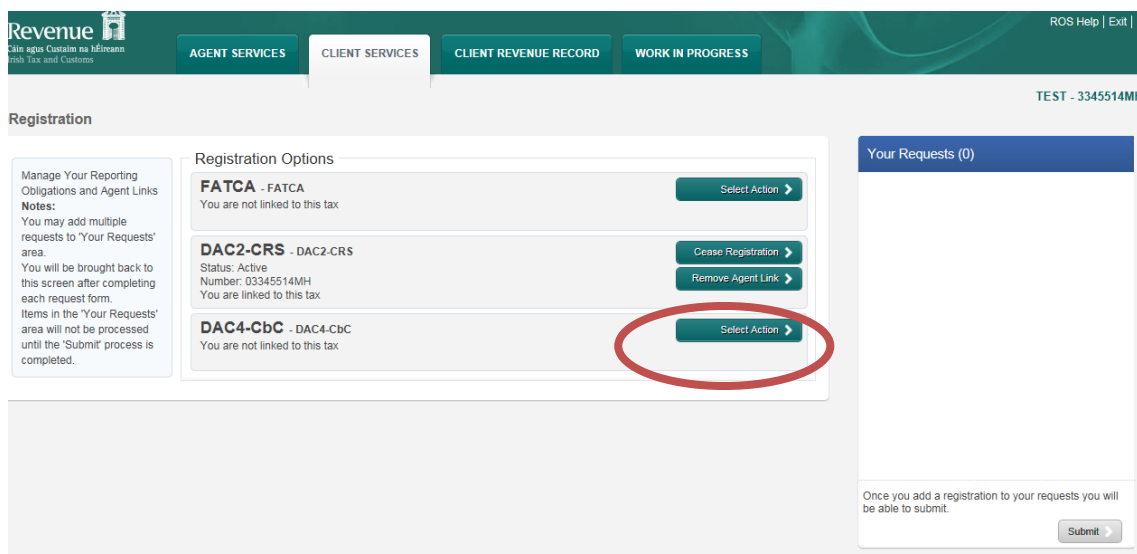 Revenue
Cáin agus Custaim na hÉireann
Irish Tax and Customs
AGENT SERVICES
CLIENT SERVICES
CLIENT REVENUE RECORD
WORK IN PROGRESS
ROS Help | Exit |
TEST - 3345514MH
Registration
Manage Your Reporting
Obligations and Agent Links
Notes:
You may add multiple
requests to 'Your Requests'
area.
You will be brought back to
this screen after completing
each request form.
Items in the 'Your Requests'
area will not be processed
until the 'Submit' process is
completed.
Registration Options
FATCA - FATCA
You are not linked to this tax
Select Action
DAC2-CRS - DAC2-CRS
Status: Active
Number: 03345514MH
You are linked to this tax
Cease Registration
Remove Agent Link
DAC4-CbC - DAC4-CbC
You are not linked to this tax
Select Action
Your Requests (0)
Once you add a registration to your requests you will
be able to submit.
Submit